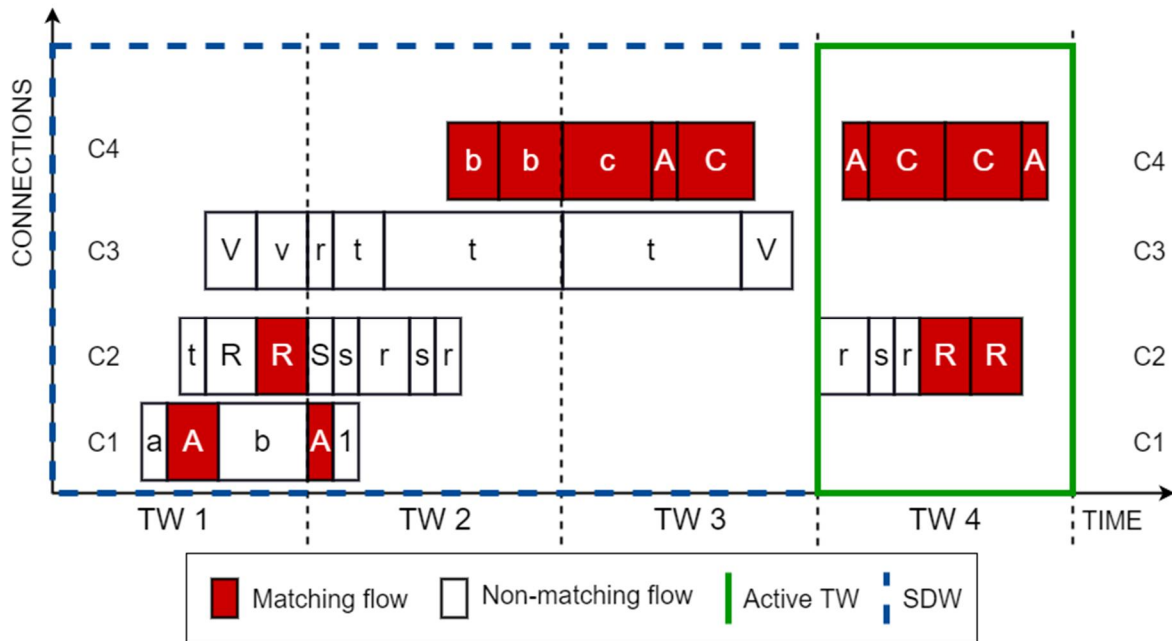 CONNECTIONS
C4 b b c A C A C C A C4
C3 V v r t t t V C3
C2 t R R S s r s r r s r R R C2
C1 a A b A 1 C1
TW 1 TW 2 TW 3 TW 4 TIME
Matching flow Non-matching flow Active TW SDW